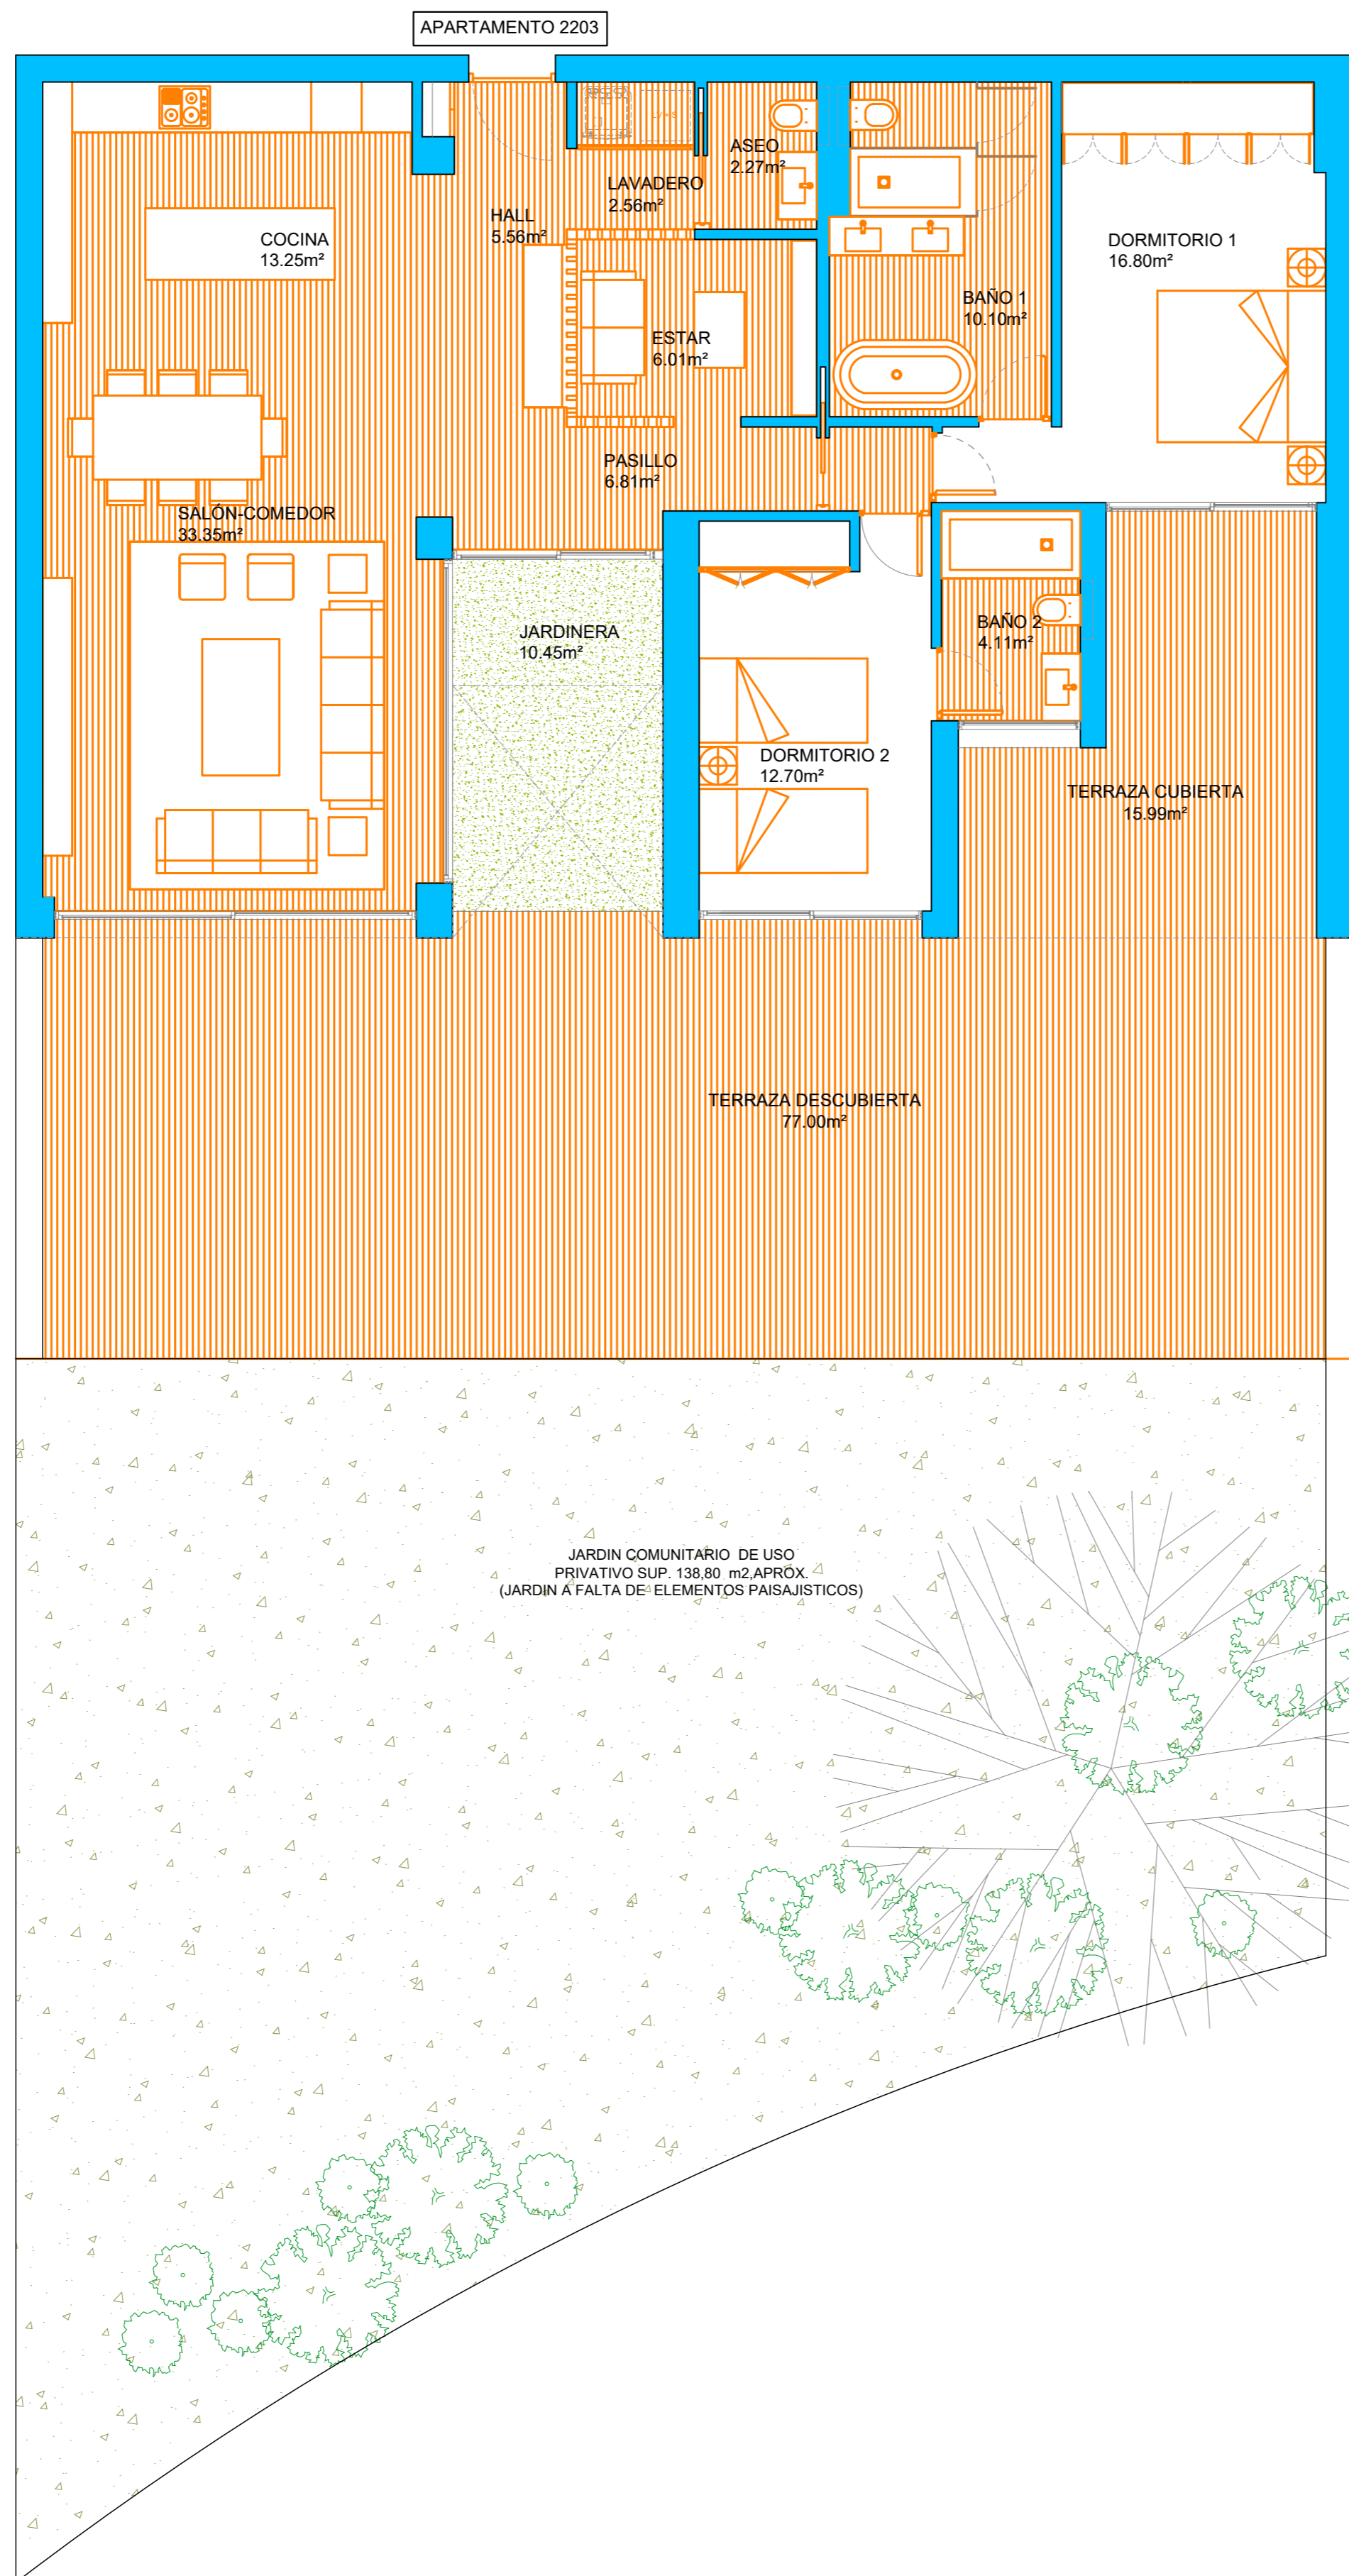 APARTAMENTO 2203
ASEO
2.27m²
LAVADERO
2.56m²
HALL
5.56m²
COCINA
13.25m²
DORMITORIO 1
16.80m²
BAÑO 1
10.10m²
ESTAR
6.01m²
PASILLO
6.81m²
SALÓN-COMEDOR
33.35m²
JARDINERA
10.45m²
BAÑO 2
4.11m²
DORMITORIO 2
12.70m²
TERRAZA CUBIERTA
15.99m²
TERRAZA DESCUBIERTA
77.00m²
JARDIN COMUNITARIO DE USO
PRIVATIVO SUP. 138,80 m2,APROX.
(JARDIN A FALTA DE ELEMENTOS PAISAJISTICOS)